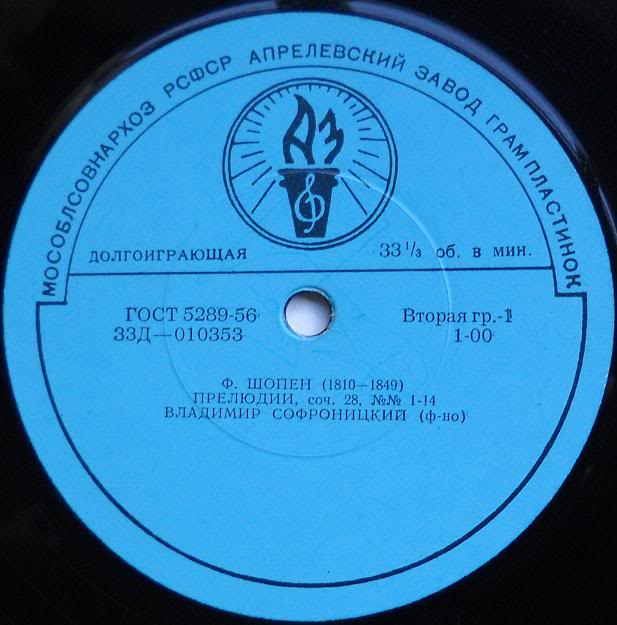 МОСОБЛСОВНАРХОЗ РСФСР АПРЕЛЕВСКИЙ ЗАВОД ГРАМПЛАСТИНОК
АЗ
ДОЛГОИГРАЮЩАЯ 33 1/3 об. в мин.
ГОСТ 5289-56 Вторая гр.-1
33Д—010353 1-00
Ф. ШОПЕН (1810—1849)
ПРЕЛЮДИИ, соч. 28, №№ 1-14
ВЛАДИМИР СОФРОНИЦКИЙ (ф-но)